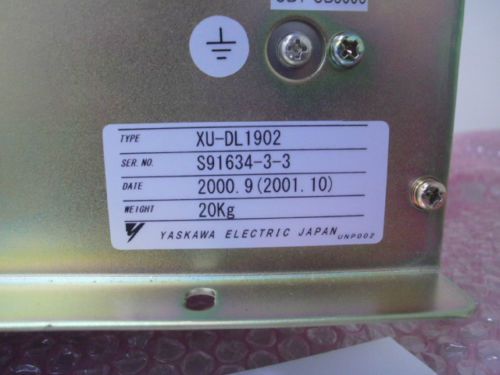 TYPE XU-DL1902
SER. NO. S91634-3-3
DATE 2000.9(2001.10)
WEIGHT 20Kg
YASKAWA ELECTRIC JAPAN UNP002